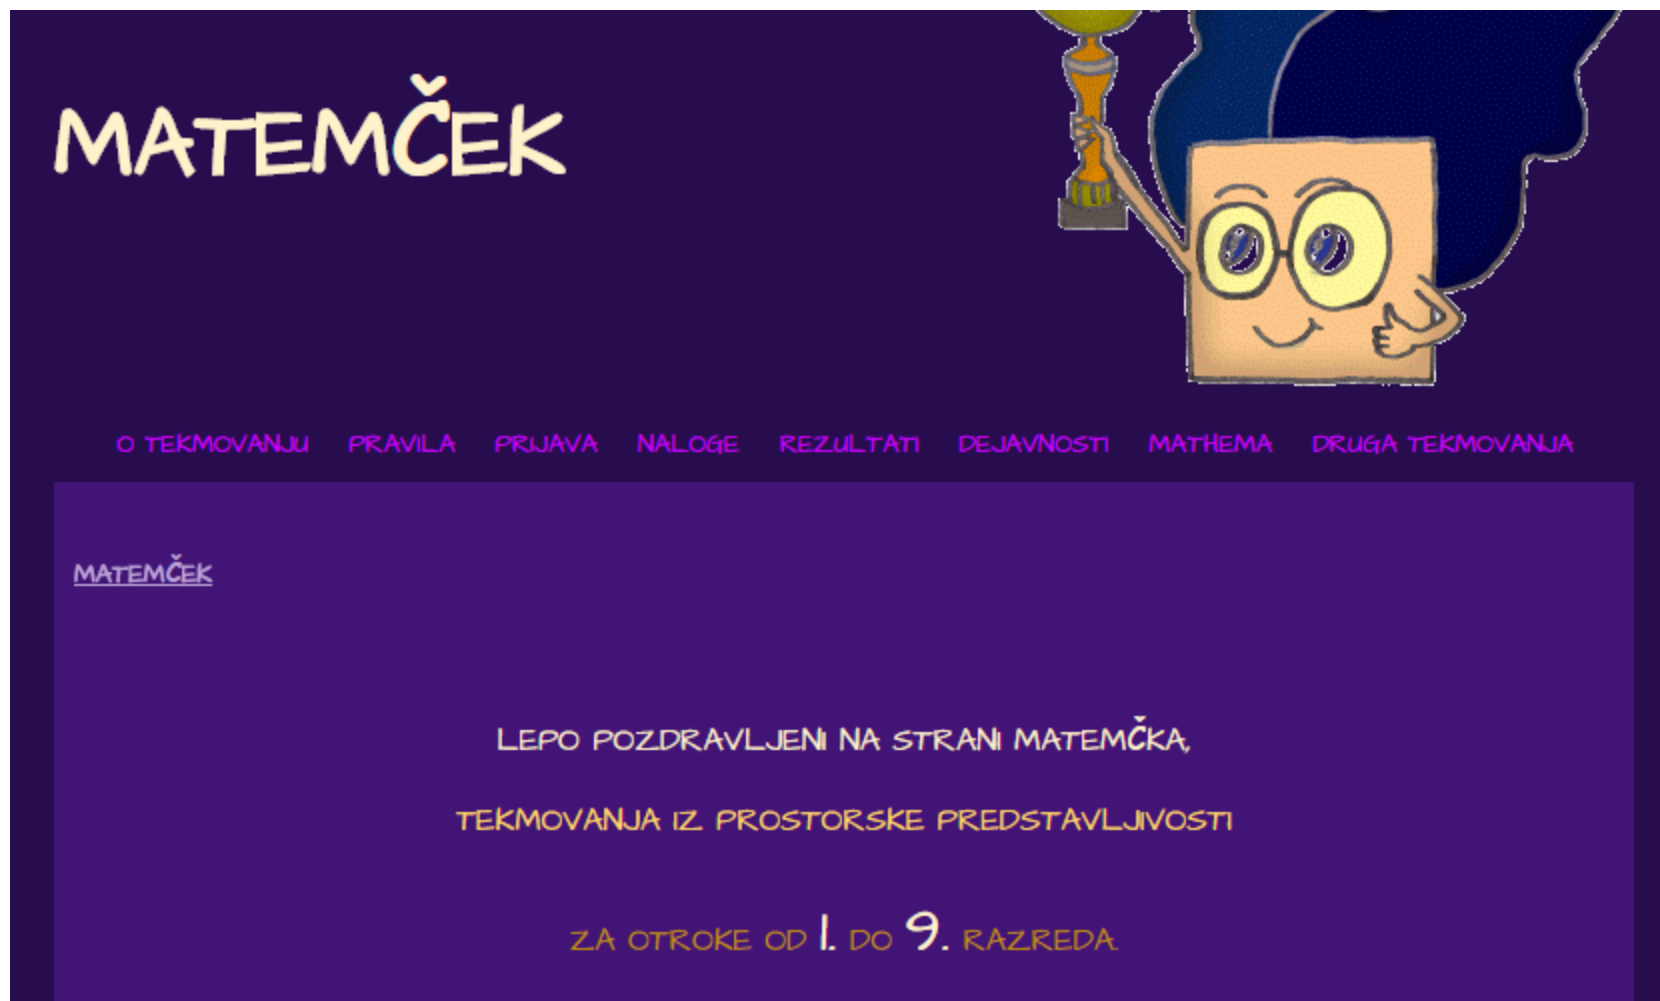 MATEMČEK
O TEKMOVANJU PRAVILA PRIJAVA NALOGE REZULTATI DEJAVNOSTI MATHEMA DRUGA TEKMOVANJA
MATEMČEK
LEPO POZDRAVLJENI NA STRANI MATEMČKA,
TEKMOVANJA IZ PROSTORSKE PREDSTAVLJIVOSTI
ZA OTROKE OD 1. DO 9. RAZREDA.